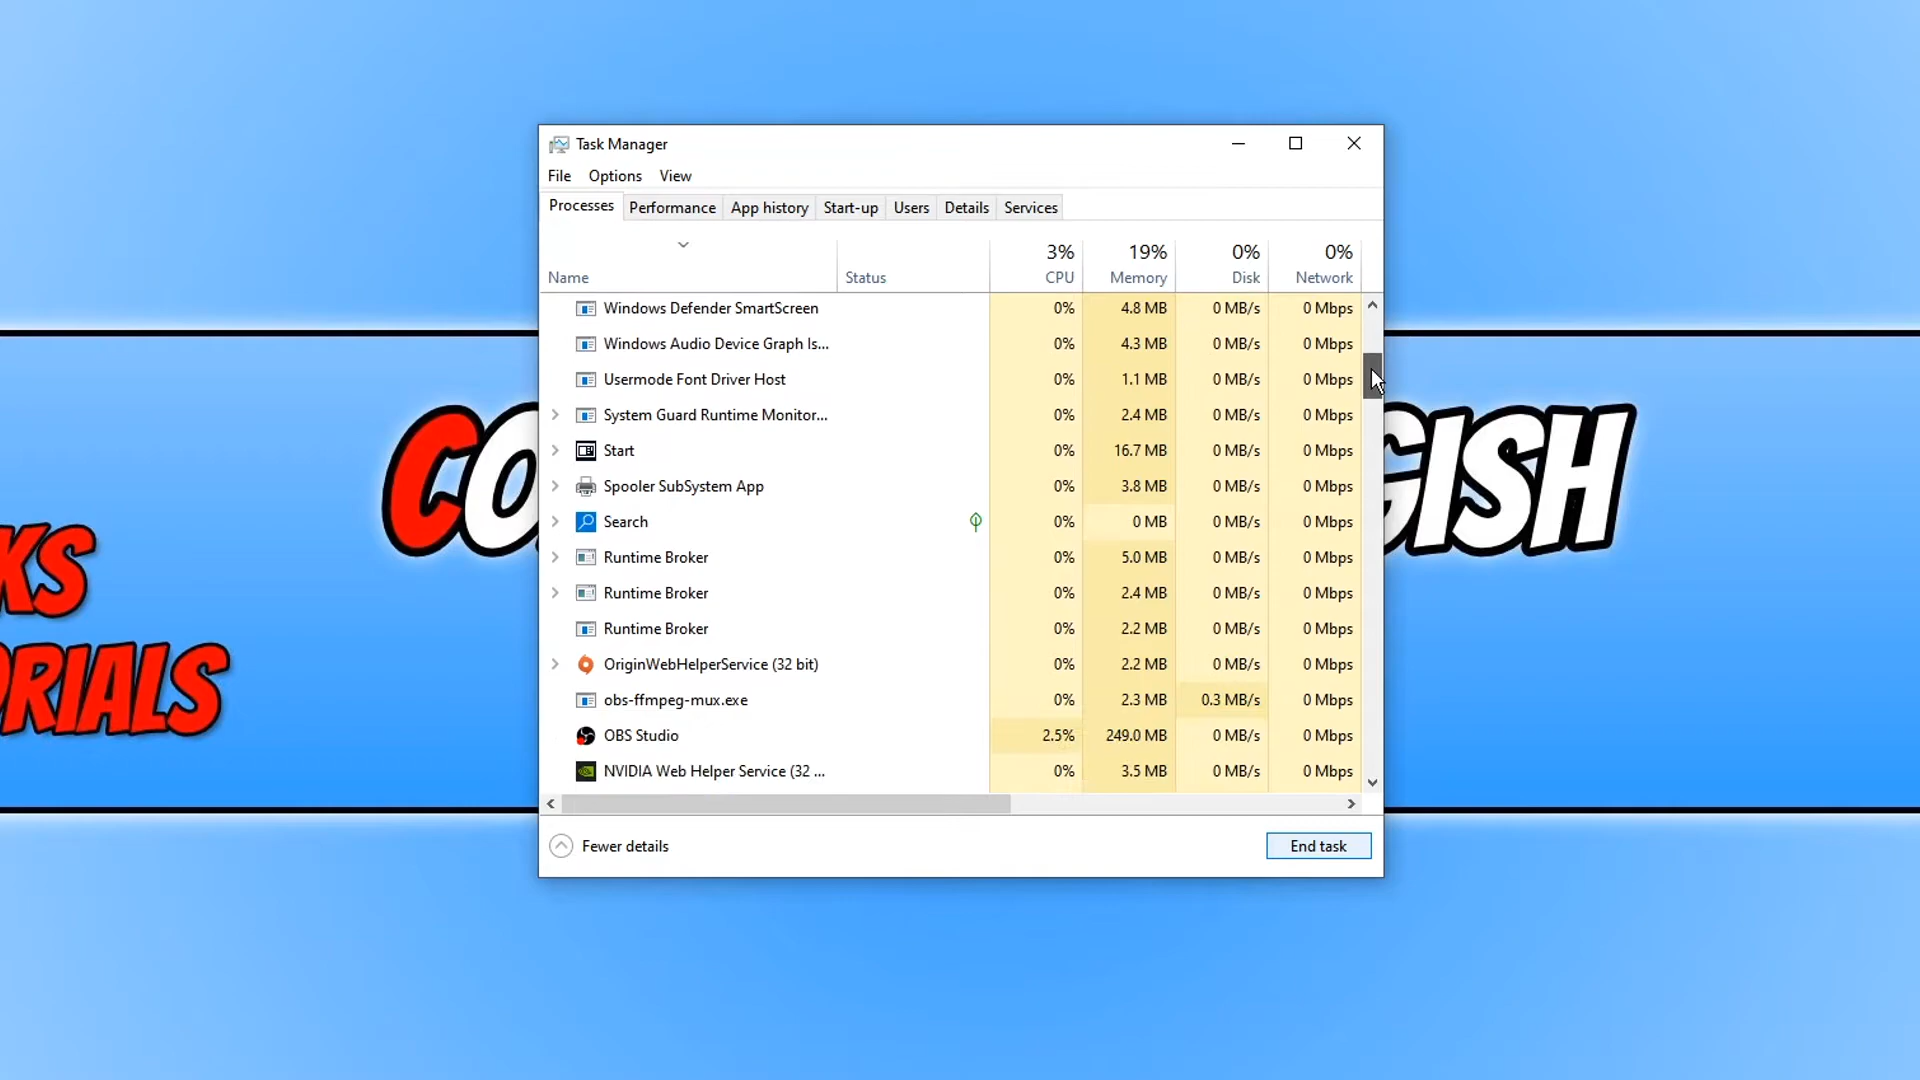 Task Manager
File Options View
Processes Performance App history Start-up Users Details Services
3% 19% 0% 0%
Name Status CPU Memory Disk Network
Windows Defender SmartScreen 0% 4.8 MB 0 MB/s 0 Mbps
Windows Audio Device Graph Is... 0% 4.3 MB 0 MB/s 0 Mbps
Usermode Font Driver Host 0% 1.1 MB 0 MB/s 0 Mbps
System Guard Runtime Monitor... 0% 2.4 MB 0 MB/s 0 Mbps
Start 0% 16.7 MB 0 MB/s 0 Mbps
Spooler SubSystem App 0% 3.8 MB 0 MB/s 0 Mbps
Search 0% 0 MB 0 MB/s 0 Mbps
Runtime Broker 0% 5.0 MB 0 MB/s 0 Mbps
Runtime Broker 0% 2.4 MB 0 MB/s 0 Mbps
Runtime Broker 0% 2.2 MB 0 MB/s 0 Mbps
OriginWebHelperService (32 bit) 0% 2.2 MB 0 MB/s 0 Mbps
obs-ffmpeg-mux.exe 0% 2.3 MB 0.3 MB/s 0 Mbps
OBS Studio 2.5% 249.0 MB 0 MB/s 0 Mbps
NVIDIA Web Helper Service (32 ... 0% 3.5 MB 0 MB/s 0 Mbps
Fewer details End task